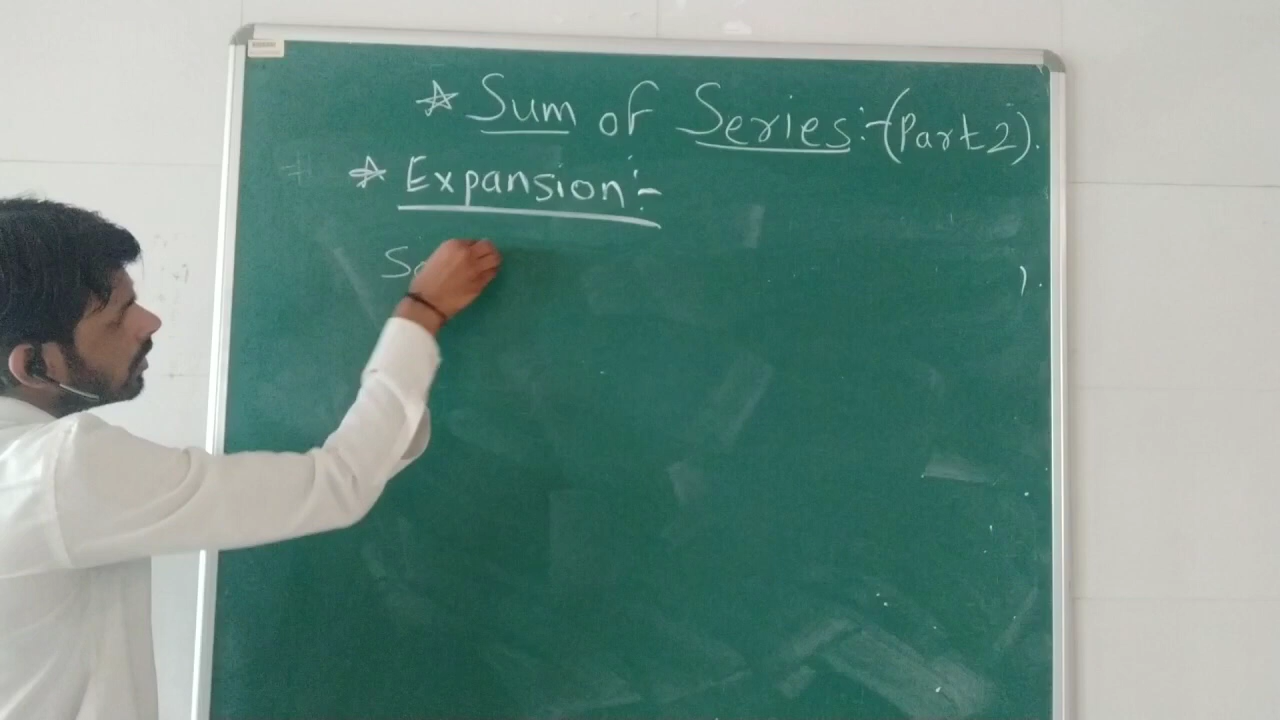 ☆ Sum of Series:-(Part 2).
☆ Expansion:-